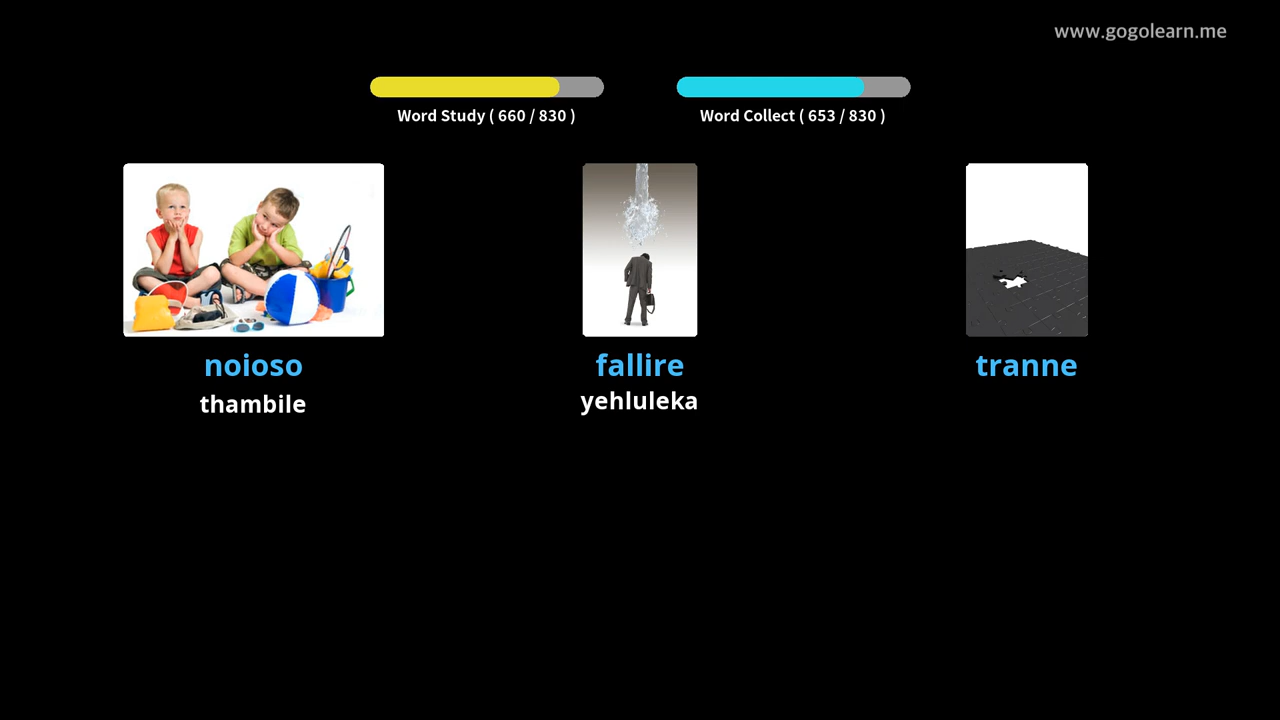 www.gogolearn.me
Word Study ( 660 / 830 )
Word Collect ( 653 / 830 )
noioso
thambile
fallire
yehluleka
tranne